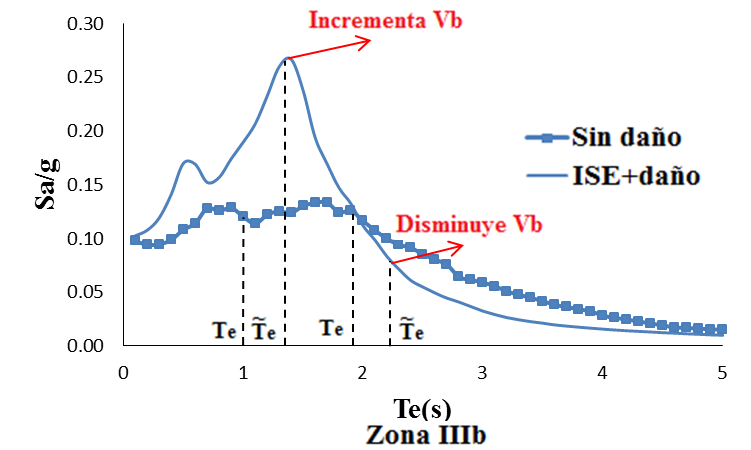 0.30
0.25
0.20
0.15
0.10
0.05
0.00
Sa/g
Incrementa Vb
Sin daño
ISE+daño
Disminuye Vb
Te T̃e Te T̃e
0 1 2 3 4 5
Te(s)
Zona IIIb